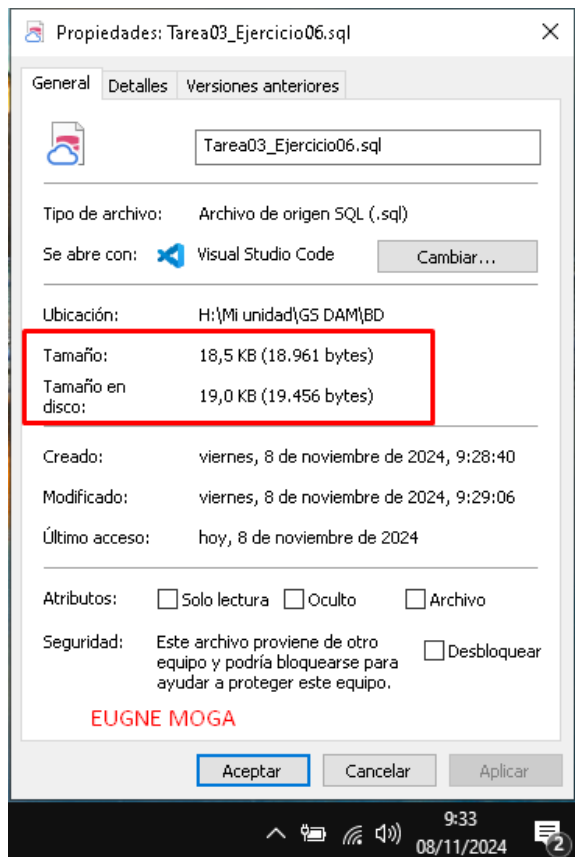 Propiedades: Tarea03_Ejercicio06.sql
General Detalles Versiones anteriores
Tarea03_Ejercicio06.sql
Tipo de archivo: Archivo de origen SQL (.sql)
Se abre con: Visual Studio Code Cambiar...
Ubicación: H:\Mi unidad\GS DAM\BD
Tamaño: 18,5 KB (18.961 bytes)
Tamaño en disco: 19,0 KB (19.456 bytes)
Creado: viernes, 8 de noviembre de 2024, 9:28:40
Modificado: viernes, 8 de noviembre de 2024, 9:29:06
Último acceso: hoy, 8 de noviembre de 2024
Atributos: Solo lectura Oculto Archivo
Seguridad: Este archivo proviene de otro
equipo y podría bloquearse para
ayudar a proteger este equipo.
Desbloquear
EUGNE MOGA
Aceptar Cancelar Aplicar
9:33
08/11/2024
2